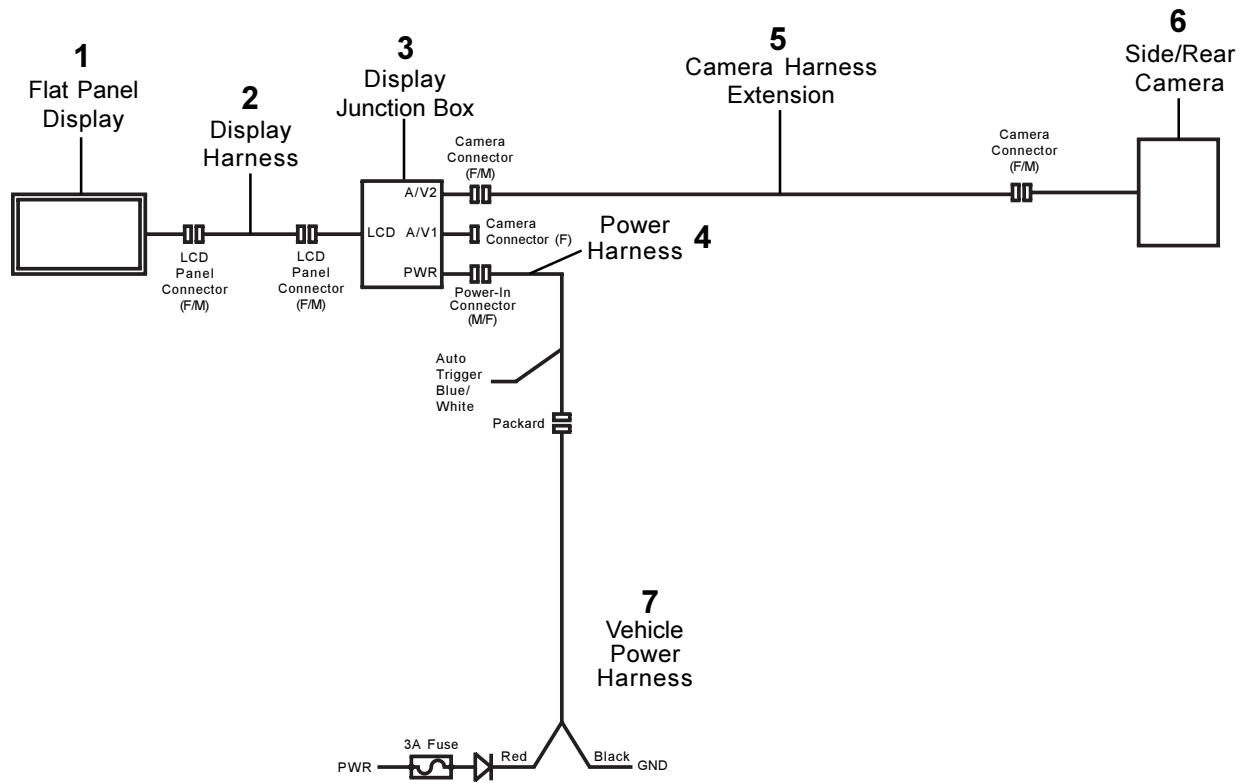 1
Flat Panel
Display
2
Display
Harness
3
Display
Junction Box
5
Camera Harness
Extension
6
Side/Rear
Camera
Camera
Connector
(F/M)
Camera
Connector
(F/M)
A/V2
LCD A/V1
PWR
Camera
Connector (F)
Power
Harness
4
LCD
Panel
Connector
(F/M)
LCD
Panel
Connector
(F/M)
Power-In
Connector
(M/F)
Auto
Trigger
Blue/
White
Packard
7
Vehicle
Power
Harness
3A Fuse
PWR
Red
Black
GND